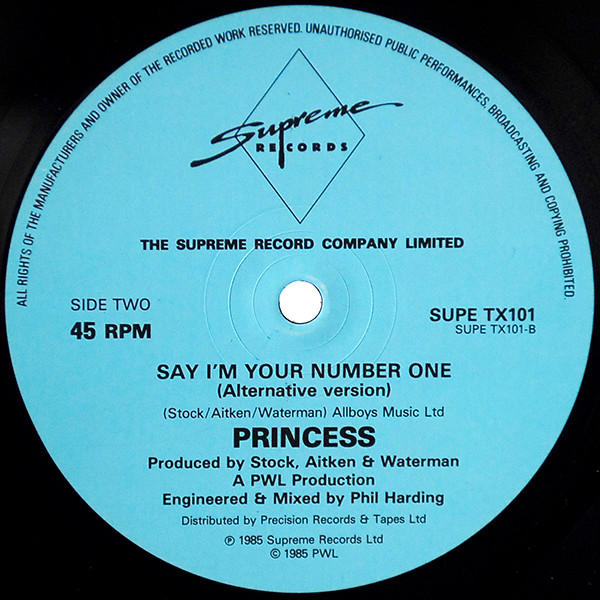 ALL RIGHTS OF THE MANUFACTURERS AND OWNER OF THE RECORDED WORK RESERVED. UNAUTHORISED PUBLIC PERFORMANCES, BROADCASTING AND COPYING PROHIBITED.
Supreme
RECORDS
THE SUPREME RECORD COMPANY LIMITED
SIDE TWO
45 RPM
SUPE TX101
SUPE TX101-B
SAY I'M YOUR NUMBER ONE
(Alternative version)
(Stock/Aitken/Waterman) Allboys Music Ltd
PRINCESS
Produced by Stock, Aitken & Waterman
A PWL Production
Engineered & Mixed by Phil Harding
Distributed by Precision Records & Tapes Ltd
℗ 1985 Supreme Records Ltd
© 1985 PWL